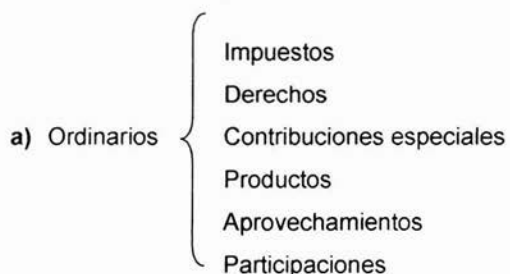 Impuestos
Derechos
a) Ordinarios
Contribuciones especiales
Productos
Aprovechamientos
Participaciones